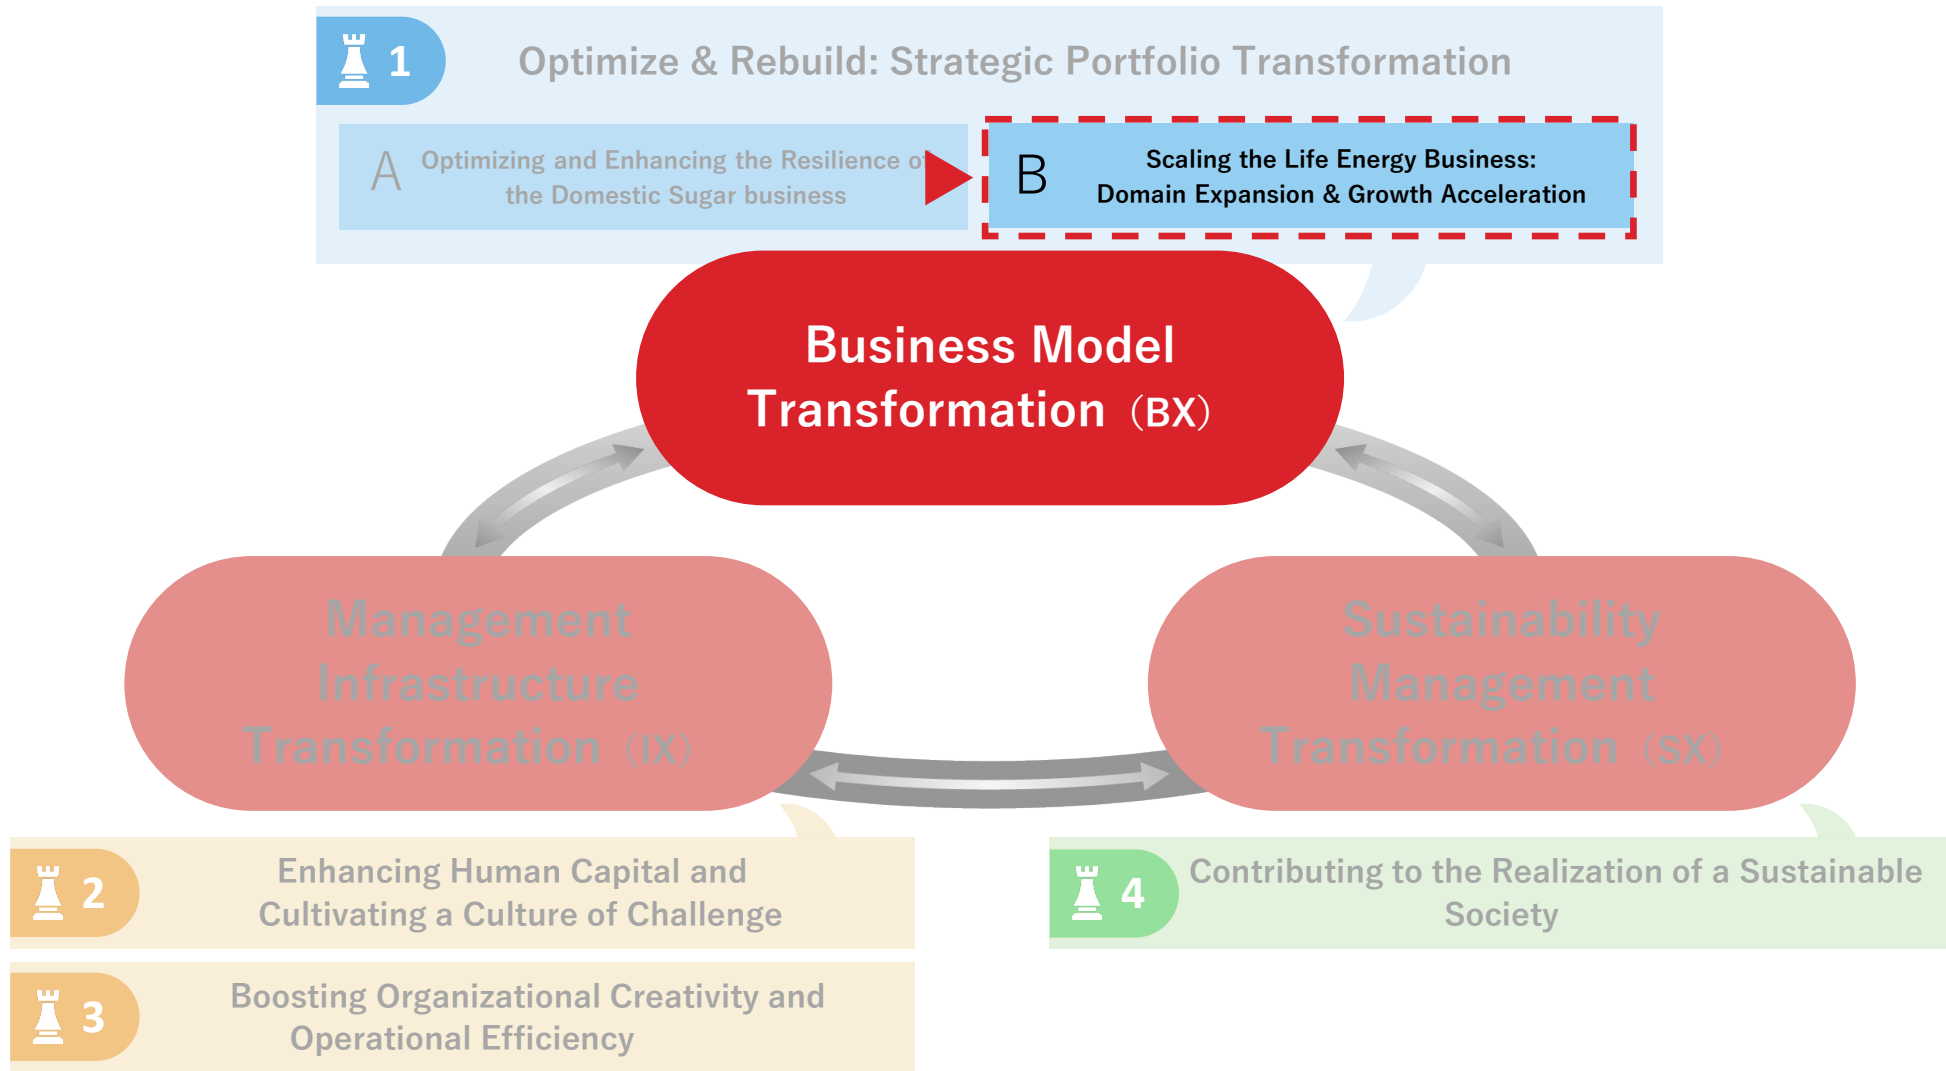 1
Optimize & Rebuild: Strategic Portfolio Transformation
A
Optimizing and Enhancing the Resilience of
the Domestic Sugar business
B
Scaling the Life Energy Business:
Domain Expansion & Growth Acceleration
Business Model
Transformation（BX）
Management
Infrastructure
Transformation（IX）
Sustainability
Management
Transformation（SX）
2
Enhancing Human Capital and
Cultivating a Culture of Challenge
3
Boosting Organizational Creativity and
Operational Efficiency
4
Contributing to the Realization of a Sustainable
Society